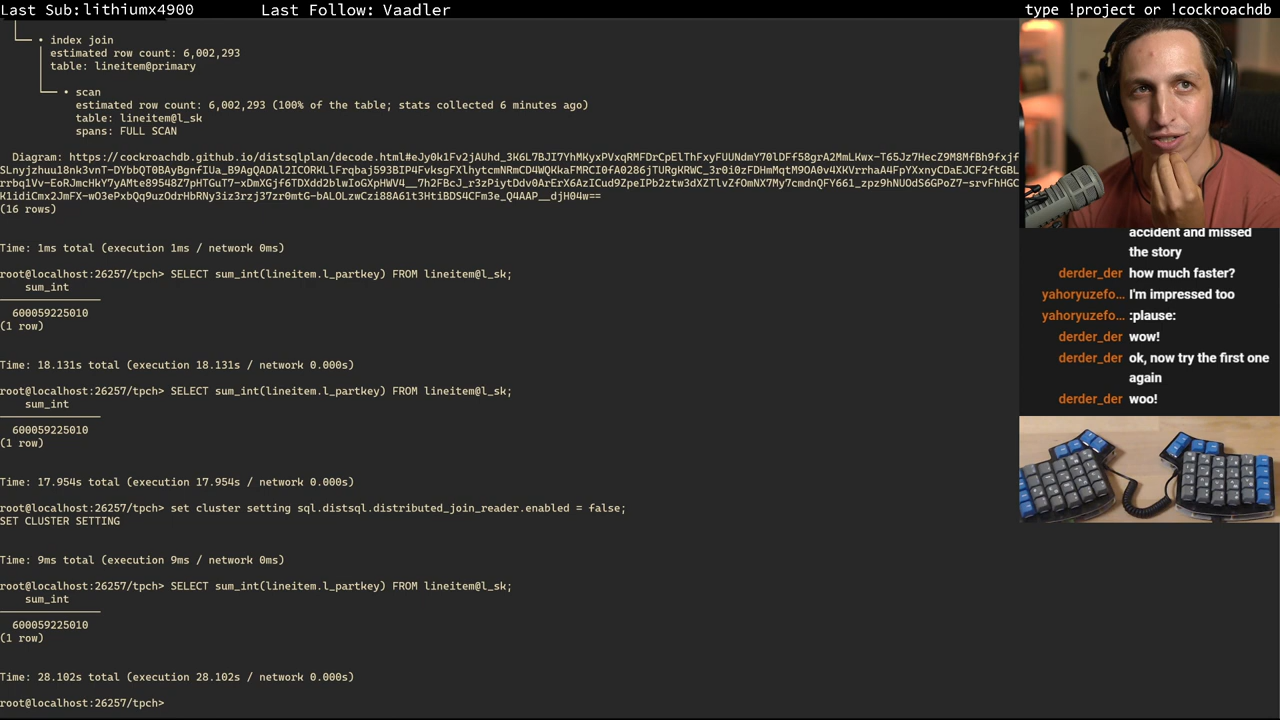 Last Sub:lithiumx4900
Last Follow: Vaadler
type !project or !cockroachdb
• index join
estimated row count: 6,002,293
table: lineitem@primary
• scan
estimated row count: 6,002,293 (100% of the table; stats collected 6 minutes ago)
table: lineitem@l_sk
spans: FULL SCAN
Diagram: https://cockroachdb.github.io/distsqlplan/decode.html
(16 rows)
Time: 1ms total (execution 1ms / network 0ms)
root@localhost:26257/tpch> SELECT sum_int(lineitem.l_partkey) FROM lineitem@l_sk;
sum_int
600059225010
(1 row)
Time: 18.131s total (execution 18.131s / network 0.000s)
root@localhost:26257/tpch> SELECT sum_int(lineitem.l_partkey) FROM lineitem@l_sk;
sum_int
600059225010
(1 row)
Time: 17.954s total (execution 17.954s / network 0.000s)
root@localhost:26257/tpch> set cluster setting sql.distsql.distributed_join_reader.enabled = false;
SET CLUSTER SETTING
Time: 9ms total (execution 9ms / network 0ms)
root@localhost:26257/tpch> SELECT sum_int(lineitem.l_partkey) FROM lineitem@l_sk;
sum_int
600059225010
(1 row)
Time: 28.102s total (execution 28.102s / network 0.000s)
root@localhost:26257/tpch>
accident and missed
the story
derder_der how much faster?
yahoryuzefo... I'm impressed too
yahoryuzefo... :plause:
derder_der wow!
derder_der ok, now try the first one
again
derder_der woo!